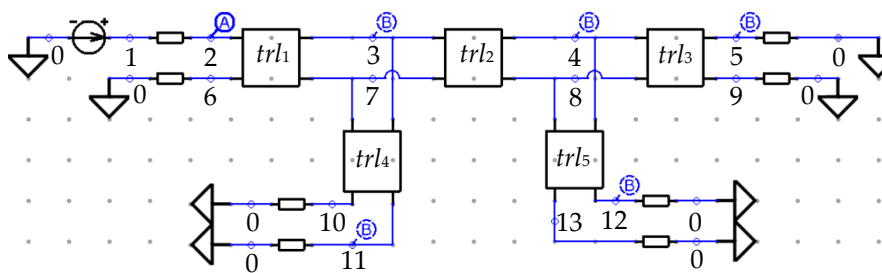 A B B B
- + trl1 3 trl2 4 trl3 5
0 1 2 0
0 6 7 8 9 0
trl4 trl5
B
0 10 12 0
B 13
0 11 0